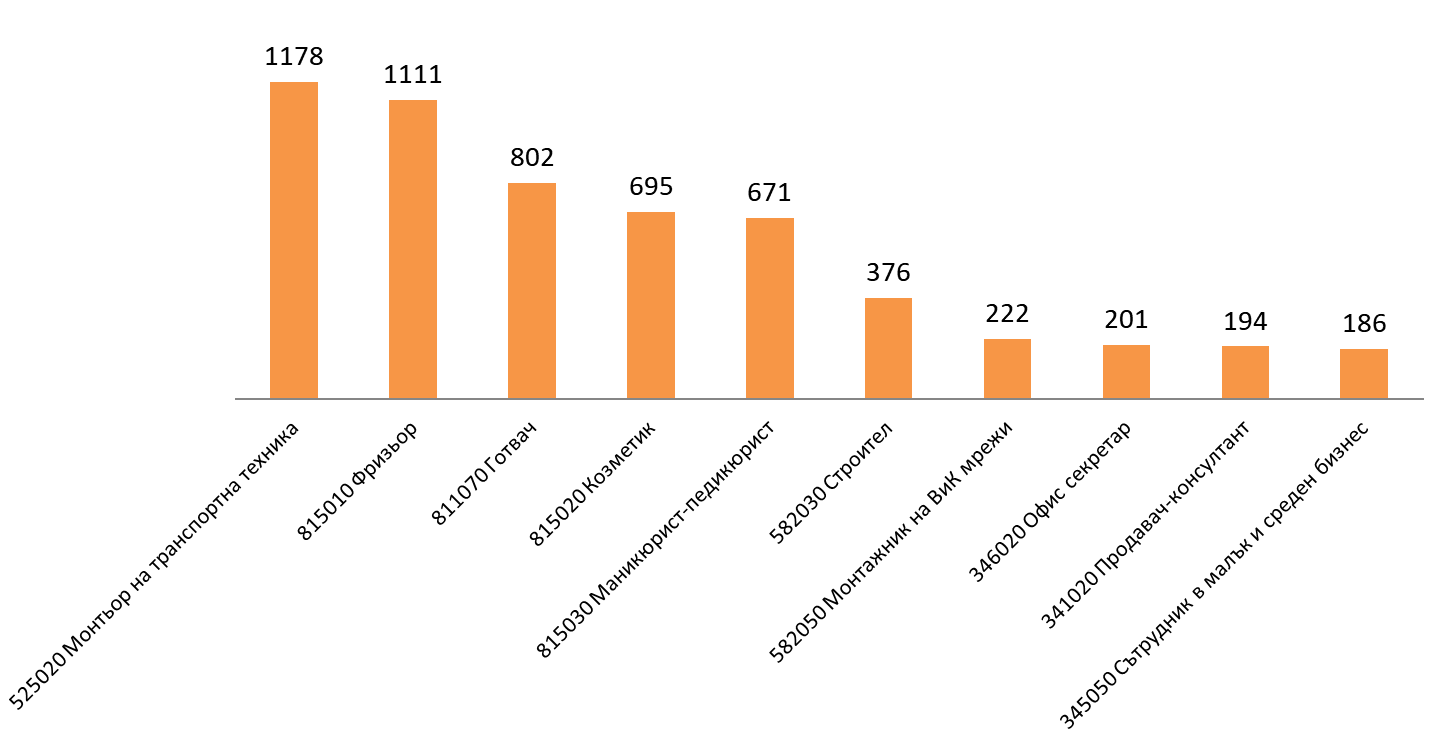 1178
1111
802
695
671
376
222
201
194
186
525020 Монтьор на транспортна техника
815010 Фризьор
811070 Готвач
815020 Козметик
815030 Маникюрист-педикюрист
582030 Строител
582050 Монтажник на ВиК мрежи
346020 Офис секретар
341020 Продавач-консултант
345050 Сътрудник в малък и среден бизнес